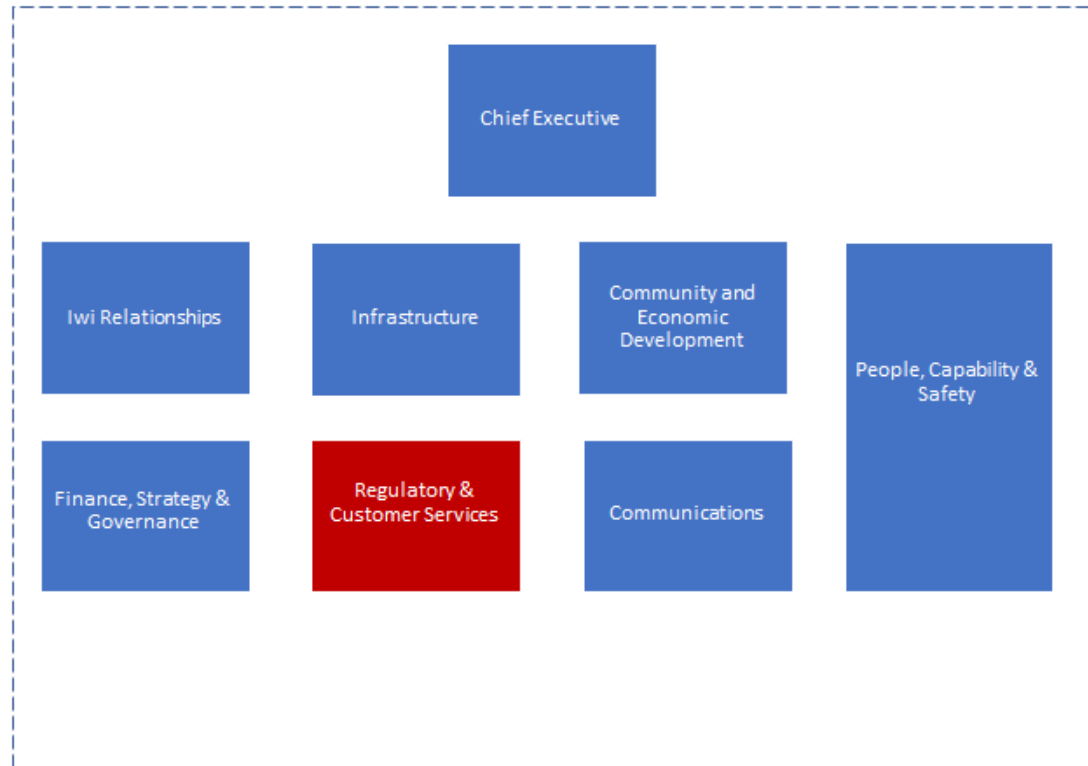 Chief Executive
Iwi Relationships
Infrastructure
Community and
Economic
Development
People, Capability &
Safety
Finance, Strategy &
Governance
Regulatory &
Customer Services
Communications